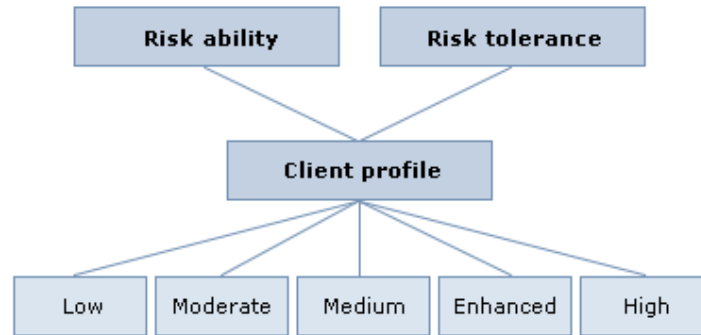 Risk ability
Risk tolerance
Client profile
Low
Moderate
Medium
Enhanced
High